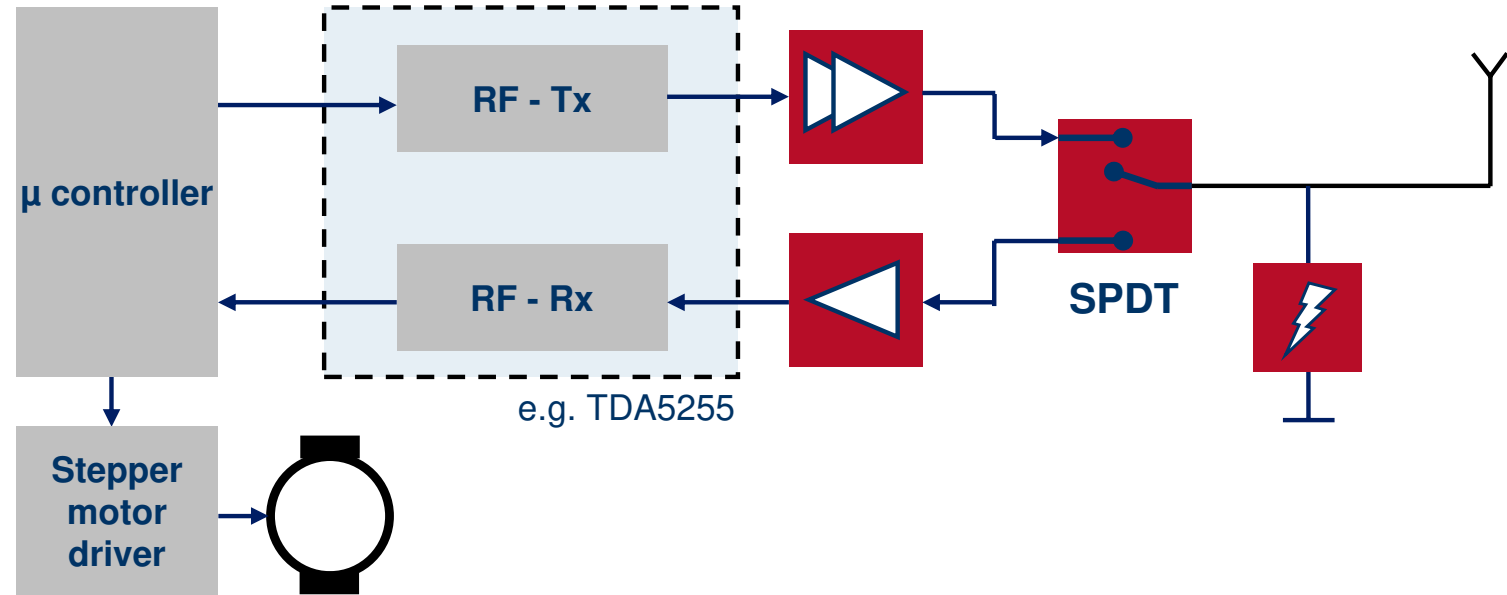 RF - Tx
μ controller
RF - Rx
SPDT
e.g. TDA5255
Stepper
motor
driver